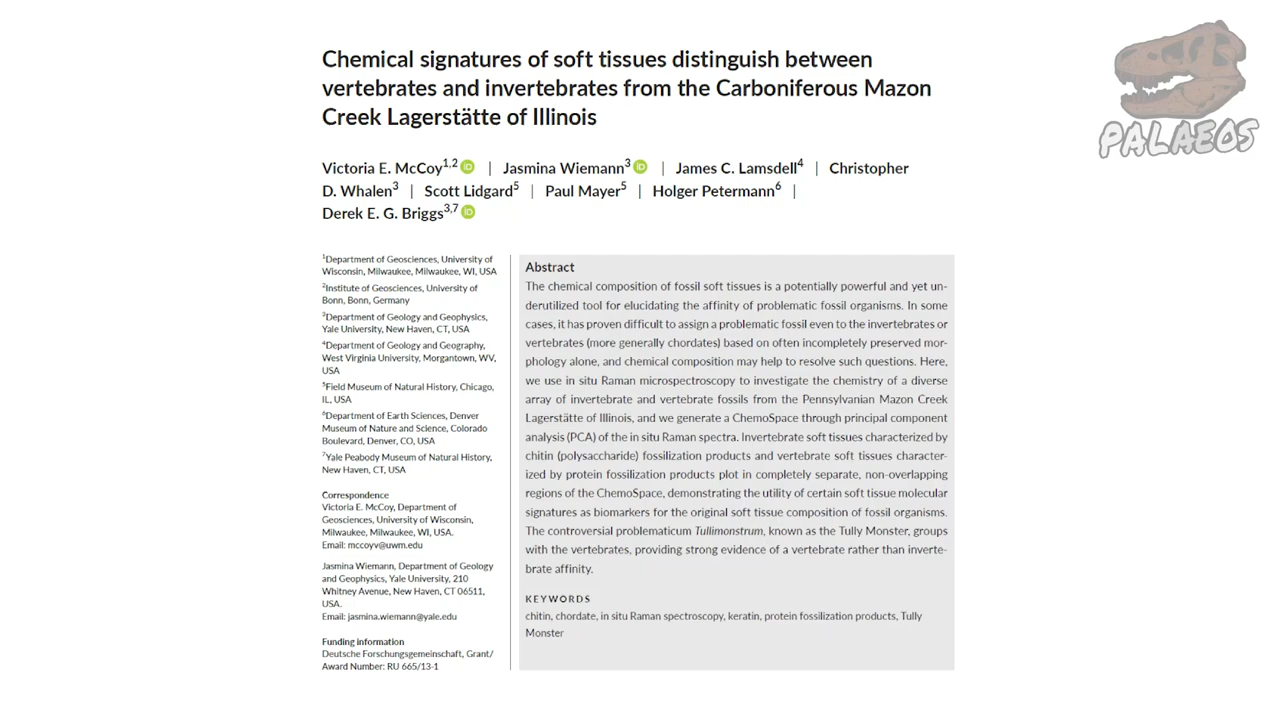 PALAEOS
Chemical signatures of soft tissues distinguish between
vertebrates and invertebrates from the Carboniferous Mazon
Creek Lagerstätte of Illinois
Victoria E. McCoy1,2 iD | Jasmina Wiemann3 iD | James C. Lamsdell4 | Christopher
D. Whalen3 | Scott Lidgard5 | Paul Mayer5 | Holger Petermann6 |
Derek E. G. Briggs3,7 iD
1Department of Geosciences, University of
Wisconsin, Milwaukee, Milwaukee, WI, USA
2Institute of Geosciences, University of
Bonn, Bonn, Germany
3Department of Geology and Geophysics,
Yale University, New Haven, CT, USA
4Department of Geology and Geography,
West Virginia University, Morgantown, WV,
USA
5Field Museum of Natural History, Chicago,
IL, USA
6Department of Earth Sciences, Denver
Museum of Nature and Science, Colorado
Boulevard, Denver, CO, USA
7Yale Peabody Museum of Natural History,
New Haven, CT, USA
Correspondence
Victoria E. McCoy, Department of
Geosciences, University of Wisconsin,
Milwaukee, Milwaukee, WI, USA.
Email: mccoyv@uwm.edu
Jasmina Wiemann, Department of Geology
and Geophysics, Yale University, 210
Whitney Avenue, New Haven, CT 06511,
USA.
Email: jasmina.wiemann@yale.edu
Funding information
Deutsche Forschungsgemeinschaft, Grant/
Award Number: RU 665/13-1
Abstract
The chemical composition of fossil soft tissues is a potentially powerful and yet un-
derutilized tool for elucidating the affinity of problematic fossil organisms. In some
cases, it has proven difficult to assign a problematic fossil even to the invertebrates or
vertebrates (more generally chordates) based on often incompletely preserved mor-
phology alone, and chemical composition may help to resolve such questions. Here,
we use in situ Raman microspectroscopy to investigate the chemistry of a diverse
array of invertebrate and vertebrate fossils from the Pennsylvanian Mazon Creek
Lagerstätte of Illinois, and we generate a ChemoSpace through principal component
analysis (PCA) of the in situ Raman spectra. Invertebrate soft tissues characterized by
chitin (polysaccharide) fossilization products and vertebrate soft tissues character-
ized by protein fossilization products plot in completely separate, non-overlapping
regions of the ChemoSpace, demonstrating the utility of certain soft tissue molecular
signatures as biomarkers for the original soft tissue composition of fossil organisms.
The controversial problematicum Tullimonstrum, known as the Tully Monster, groups
with the vertebrates, providing strong evidence of a vertebrate rather than inverte-
brate affinity.
KEYWORDS
chitin, chordate, in situ Raman spectroscopy, keratin, protein fossilization products, Tully
Monster